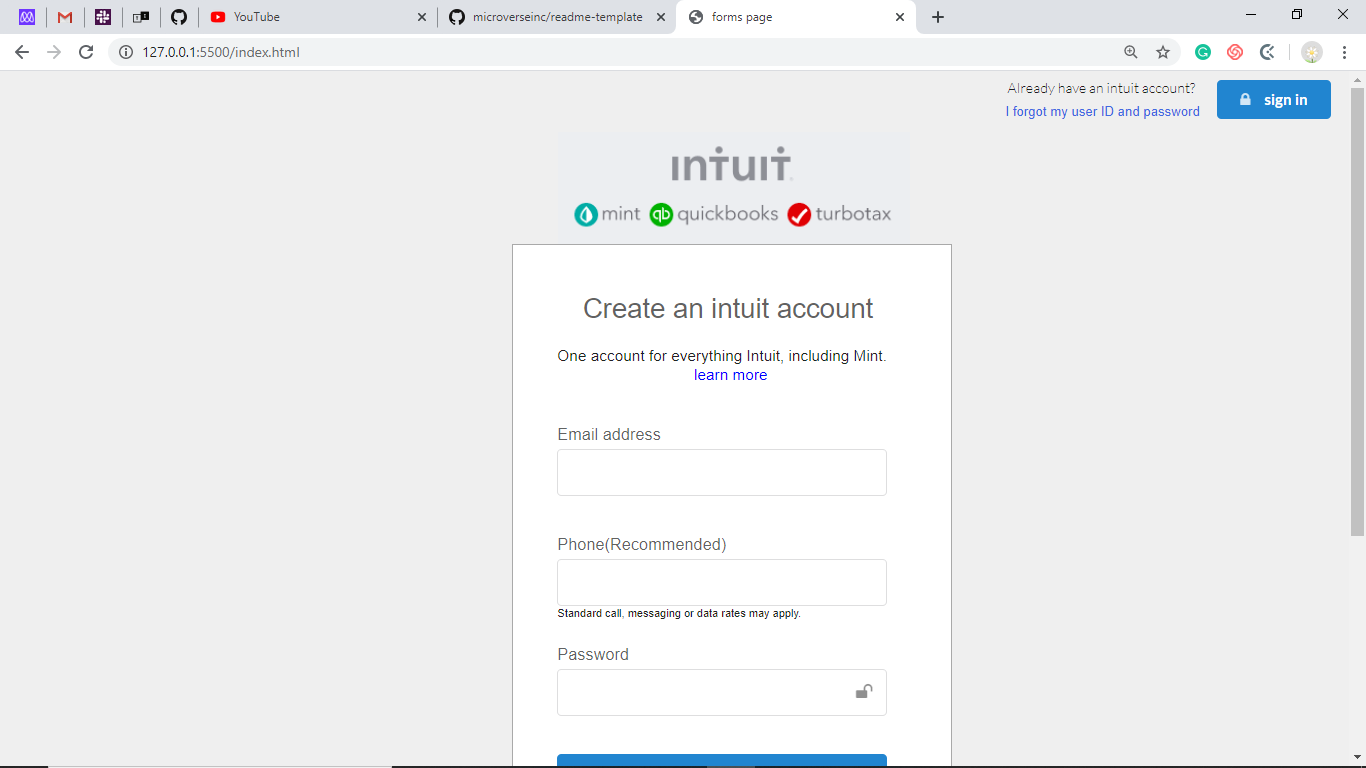 YouTube
microverseinc/readme-template
forms page
127.0.0.1:5500/index.html
Already have an intuit account?
I forgot my user ID and password
sign in
intuit
mint quickbooks turbotax
Create an intuit account
One account for everything Intuit, including Mint.
learn more
Email address
Phone(Recommended)
Standard call, messaging or data rates may apply.
Password